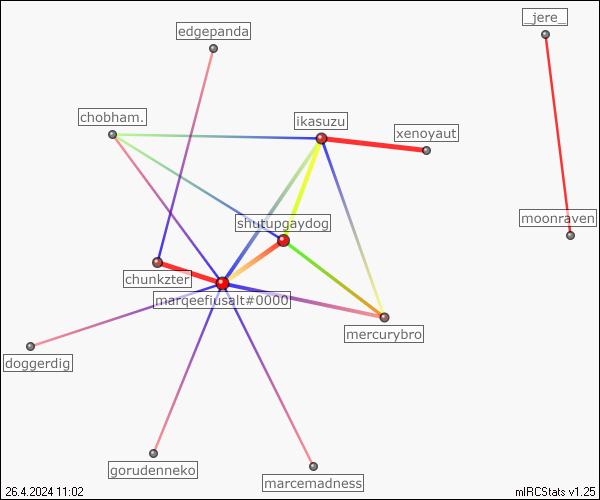 _jere_
edgepanda
chobham.
ikasuzu
xenoyaut
moonraven
shutupgaydog
chunkzter
marqeefiusalt#0000
mercurybro
doggerdig
gorudenneko
marcemadness
26.4.2024 11:02
mIRCStats v1.25